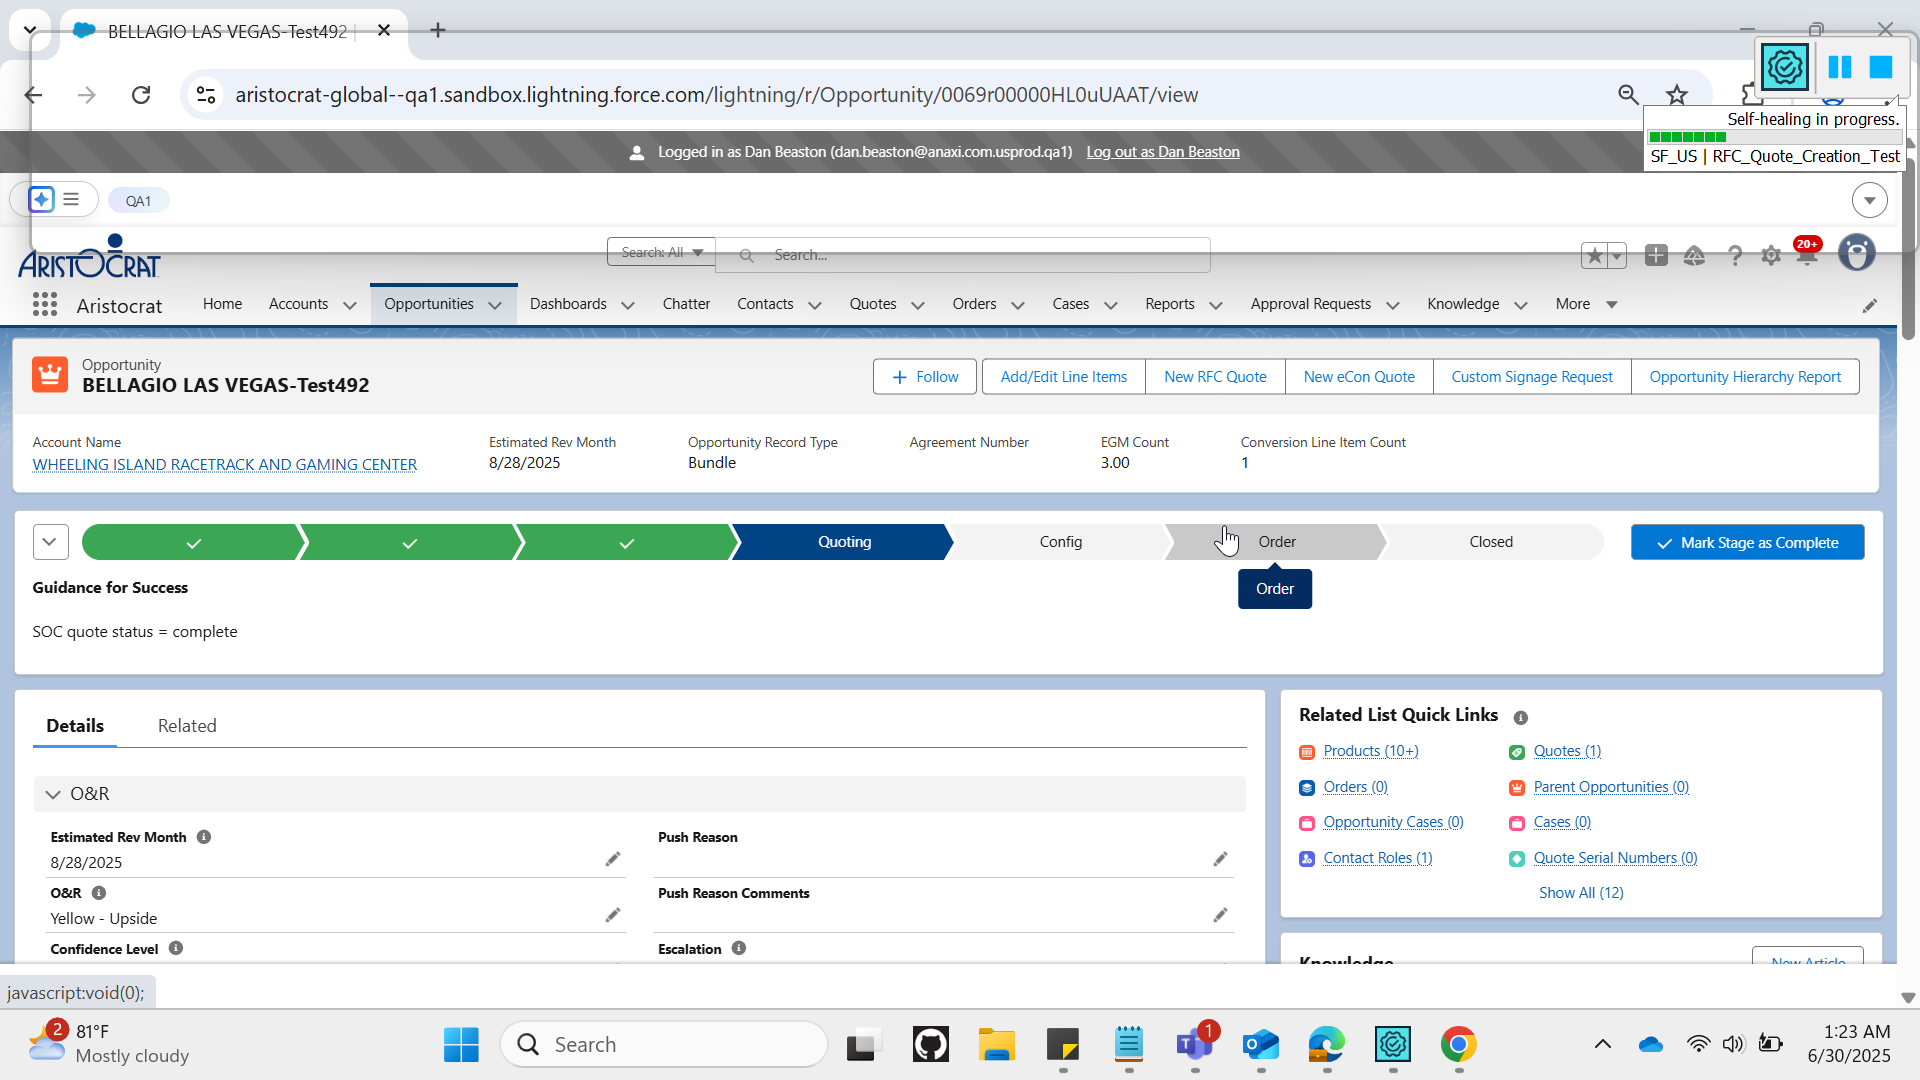 BELLAGIO LAS VEGAS-Test492
aristocrat-global--qa1.sandbox.lightning.force.com/lightning/r/Opportunity/0069r00000HL0uUAAT/view
Self-healing in progress.
SF_US | RFC_Quote_Creation_Test
Logged in as Dan Beaston (dan.beaston@anaxi.com.usprod.qa1) Log out as Dan Beaston
QA1
ARISTOCRAT
Search: All
Search...
20+
Aristocrat Home Accounts Opportunities Dashboards Chatter Contacts Quotes Orders Cases Reports Approval Requests Knowledge More
Opportunity
BELLAGIO LAS VEGAS-Test492
Follow Add/Edit Line Items New RFC Quote New eCon Quote Custom Signage Request Opportunity Hierarchy Report
Account Name Estimated Rev Month Opportunity Record Type Agreement Number EGM Count Conversion Line Item Count
WHEELING ISLAND RACETRACK AND GAMING CENTER 8/28/2025 Bundle 3.00 1
Quoting Config Order Closed Mark Stage as Complete
Order
Guidance for Success
SOC quote status = complete
Details Related
O&R
Estimated Rev Month Push Reason
8/28/2025
O&R Push Reason Comments
Yellow - Upside
Confidence Level Escalation
Related List Quick Links
Products (10+) Quotes (1)
Orders (0) Parent Opportunities (0)
Opportunity Cases (0) Cases (0)
Contact Roles (1) Quote Serial Numbers (0)
Show All (12)
Knowledge New Article
javascript:void(0);
2
81°F
Mostly cloudy
Search
1
1:23 AM
6/30/2025